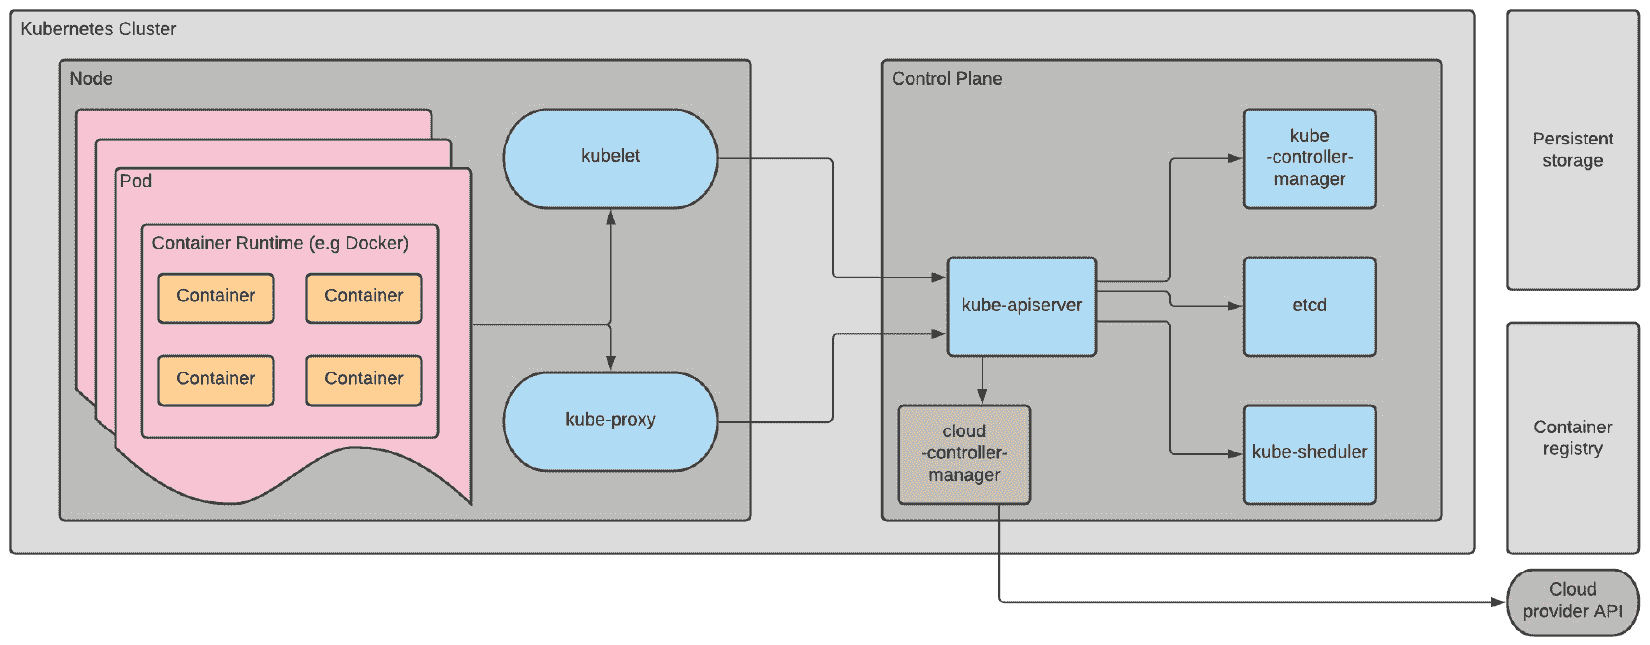 Kubernetes Cluster
Node
Pod
Container Runtime (e.g Docker)
Container
Container
Container
Container
kubelet
kube-proxy
Control Plane
kube-apiserver
cloud
-controller-
manager
kube
-controller-
manager
etcd
kube-sheduler
Persistent
storage
Container
registry
Cloud
provider API